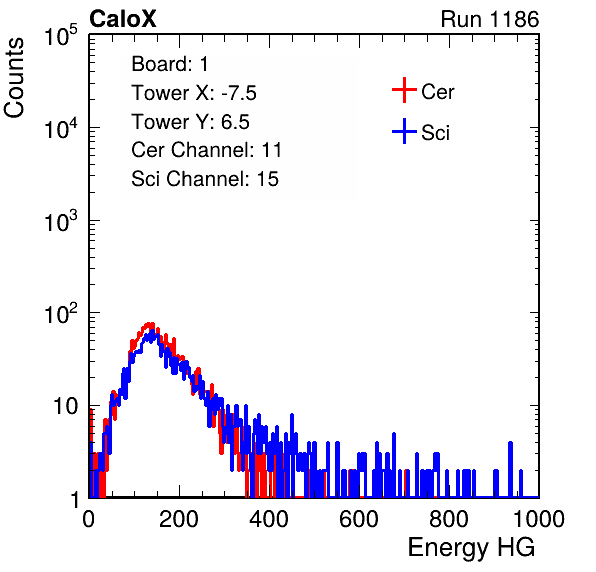 CaloX Run 1186
Counts
Board: 1
Tower X: -7.5
Tower Y: 6.5
Cer Channel: 11
Sci Channel: 15
Cer
Sci
10^5
10^4
10^3
10^2
10
1
0 200 400 600 800 1000
Energy HG